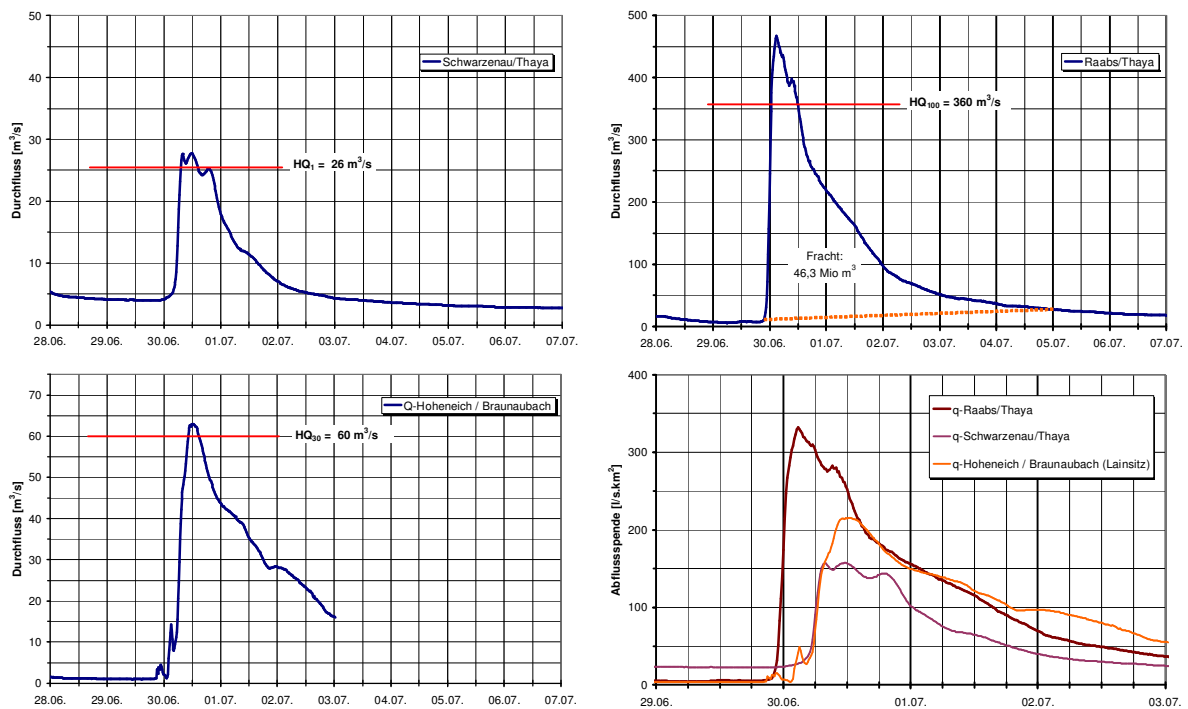 50
40
30
20
10
0
Durchfluss [m³/s]
Schwarzenau/Thaya
HQ₁ = 26 m³/s
28.06. 29.06. 30.06. 01.07. 02.07. 03.07. 04.07. 05.07. 06.07. 07.07.
500
400
300
200
100
0
Durchfluss [m³/s]
Raabs/Thaya
HQ₁₀₀ = 360 m³/s
Fracht:
46,3 Mio m³
28.06. 29.06. 30.06. 01.07. 02.07. 03.07. 04.07. 05.07. 06.07. 07.07.
70
60
50
40
30
20
10
0
Durchfluss [m³/s]
Q-Hoheneich / Braunaubach
HQ₃₀ = 60 m³/s
28.06. 29.06. 30.06. 01.07. 02.07. 03.07. 04.07. 05.07. 06.07. 07.07.
400
300
200
100
0
Abflussspende [l/s.km²]
q-Raabs/Thaya
q-Schwarzenau/Thaya
q-Hoheneich / Braunaubach (Lainsitz)
29.06. 30.06. 01.07. 02.07. 03.07.